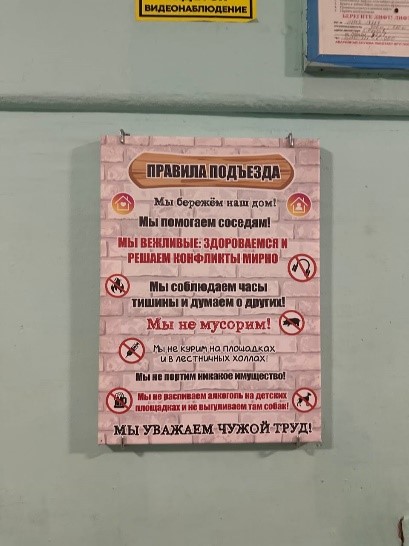 ВИДЕОНАБЛЮДЕНИЕ
БЕРЕГИТЕ ЛИФТ!
ПРАВИЛА ПОДЪЕЗДА
Мы бережём наш дом!
Мы помогаем соседям!
МЫ ВЕЖЛИВЫЕ: ЗДОРОВАЕМСЯ И
РЕШАЕМ КОНФЛИКТЫ МИРНО
Мы соблюдаем часы
тишины и думаем о других!
Мы не мусорим!
Мы не курим на площадках
и в лестничных холлах!
Мы не портим никакое имущество!
Мы не распиваем алкоголь на детских
площадках и не выгуливаем там собак!
МЫ УВАЖАЕМ ЧУЖОЙ ТРУД!